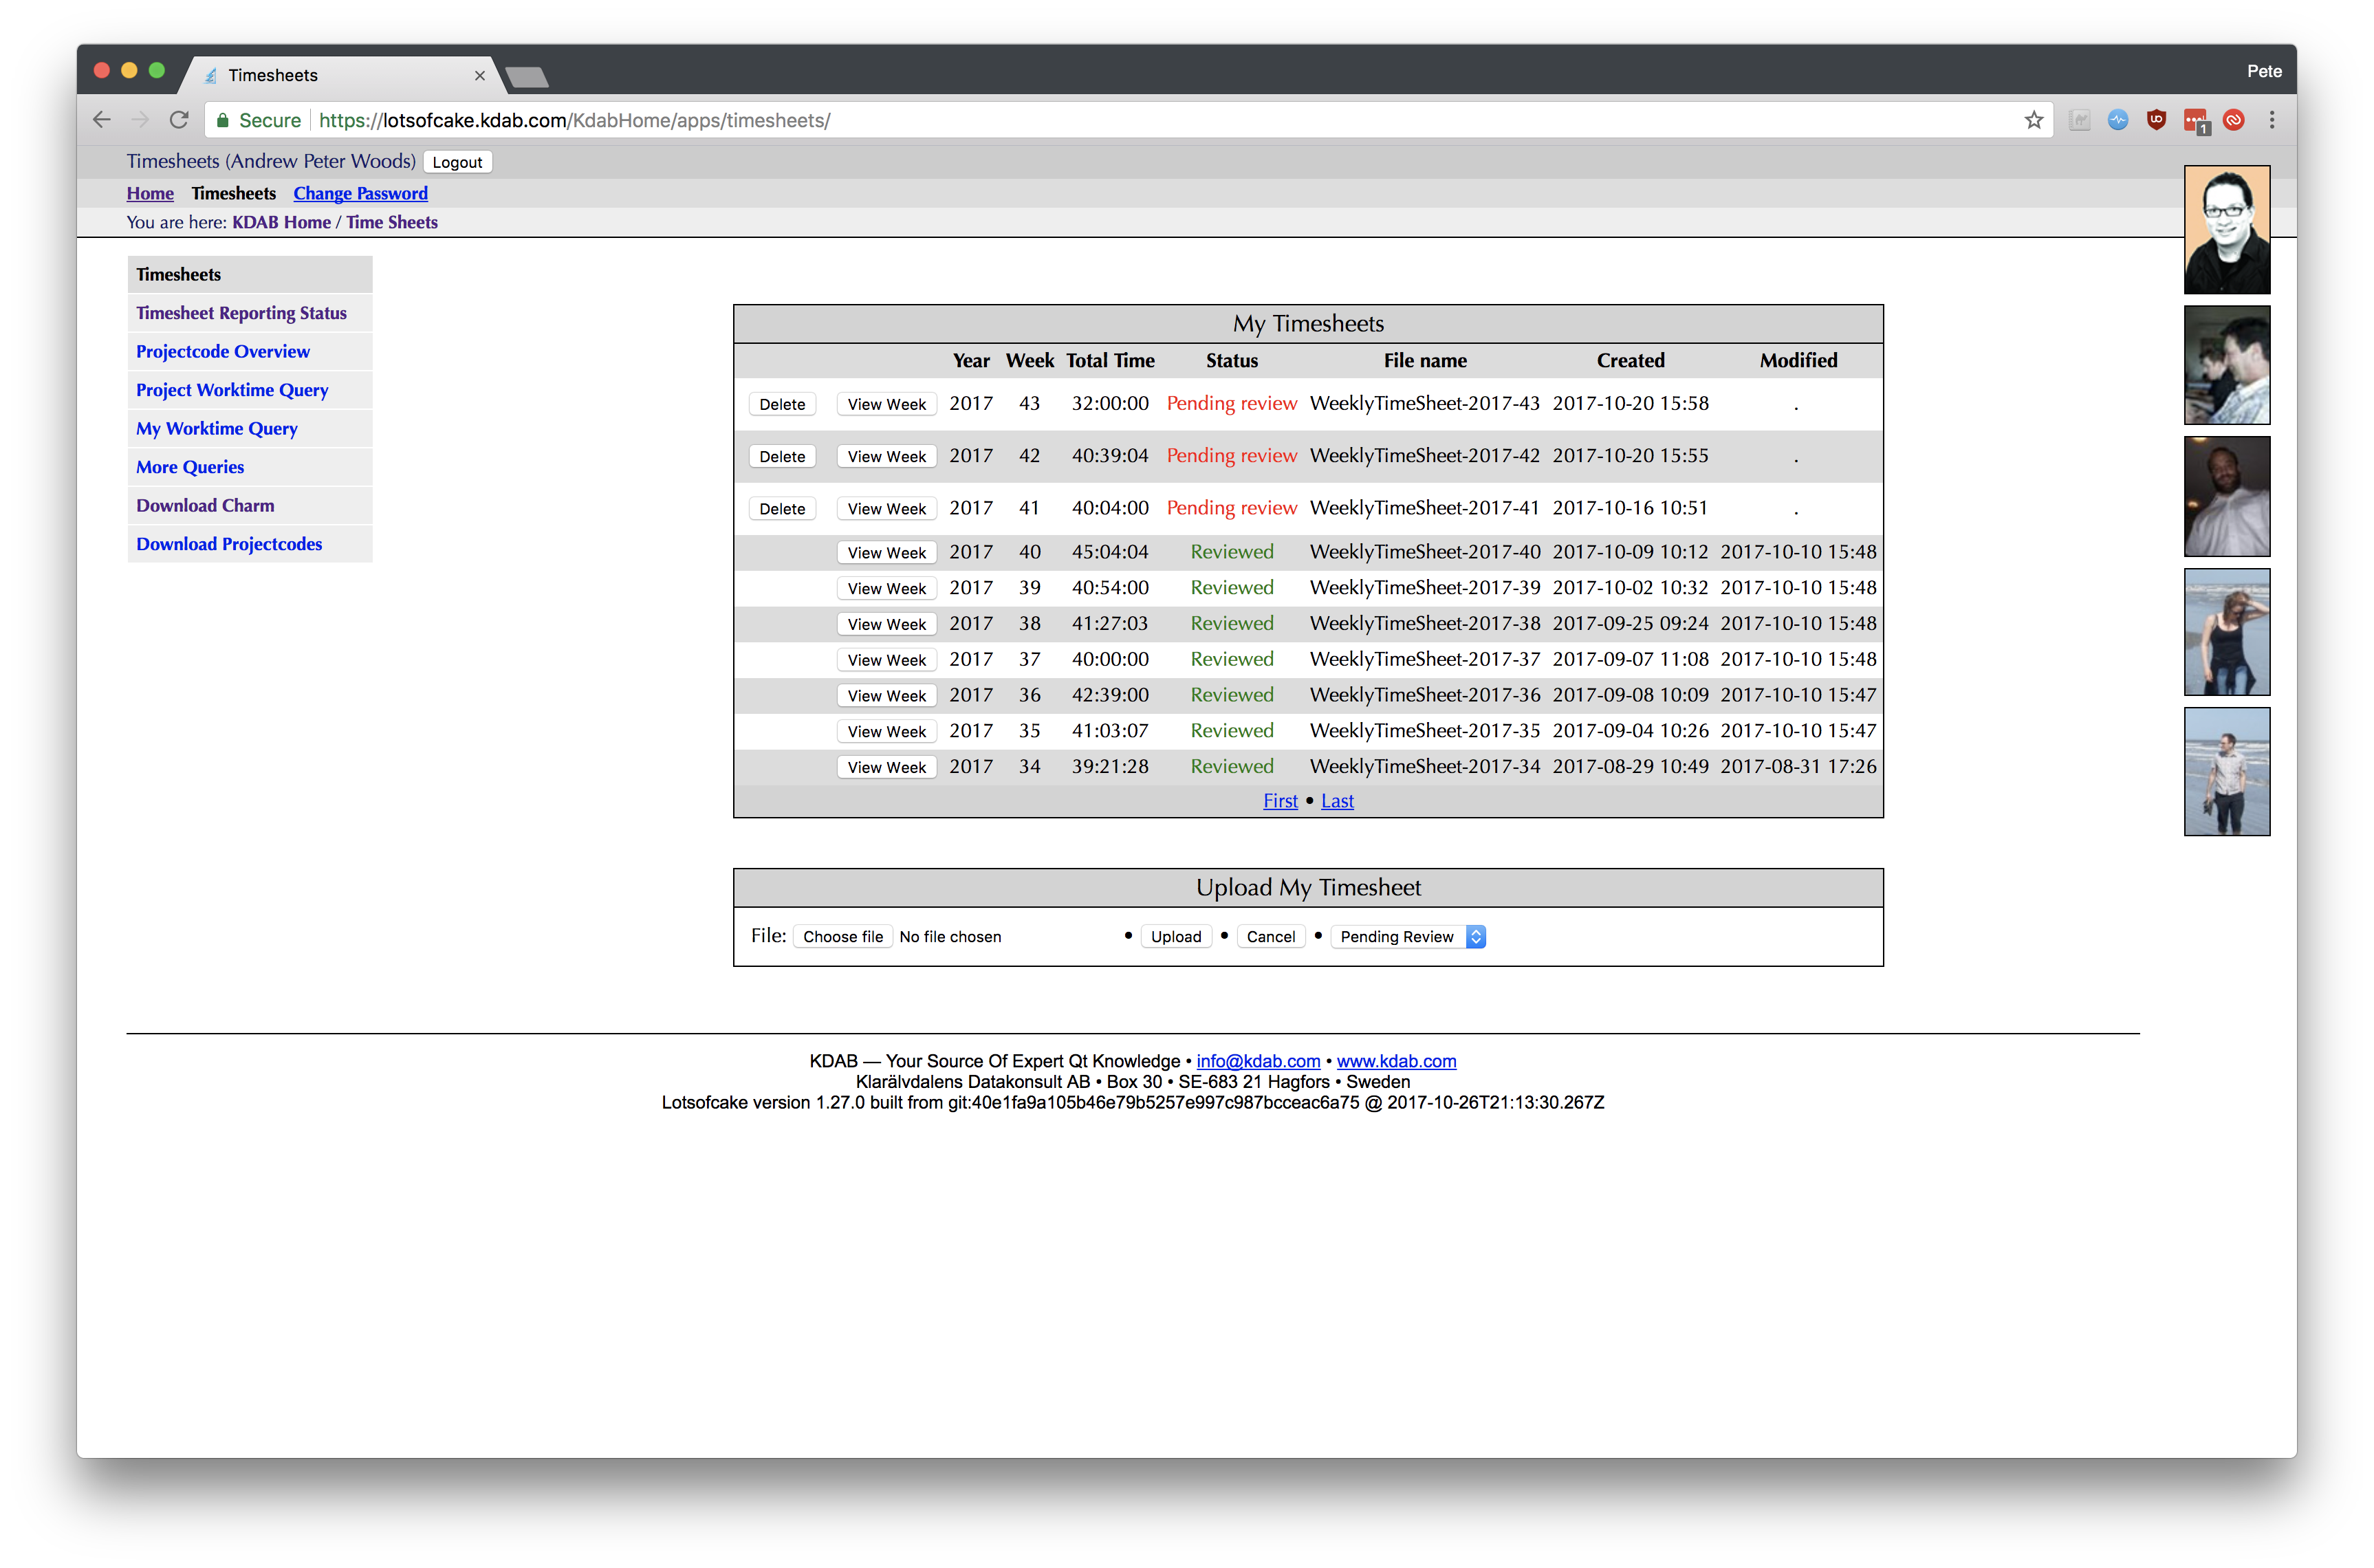 Timesheets
Pete
Secure https://lotsofcake.kdab.com/KdabHome/apps/timesheets/
1
Timesheets (Andrew Peter Woods) Logout
Home Timesheets Change Password
You are here: KDAB Home / Time Sheets
Timesheets
Timesheet Reporting Status
Projectcode Overview
Project Worktime Query
My Worktime Query
More Queries
Download Charm
Download Projectcodes
My Timesheets
Year Week Total Time Status File name Created Modified
Delete View Week 2017 43 32:00:00 Pending review WeeklyTimeSheet-2017-43 2017-10-20 15:58 .
Delete View Week 2017 42 40:39:04 Pending review WeeklyTimeSheet-2017-42 2017-10-20 15:55 .
Delete View Week 2017 41 40:04:00 Pending review WeeklyTimeSheet-2017-41 2017-10-16 10:51 .
View Week 2017 40 45:04:04 Reviewed WeeklyTimeSheet-2017-40 2017-10-09 10:12 2017-10-10 15:48
View Week 2017 39 40:54:00 Reviewed WeeklyTimeSheet-2017-39 2017-10-02 10:32 2017-10-10 15:48
View Week 2017 38 41:27:03 Reviewed WeeklyTimeSheet-2017-38 2017-09-25 09:24 2017-10-10 15:48
View Week 2017 37 40:00:00 Reviewed WeeklyTimeSheet-2017-37 2017-09-07 11:08 2017-10-10 15:48
View Week 2017 36 42:39:00 Reviewed WeeklyTimeSheet-2017-36 2017-09-08 10:09 2017-10-10 15:47
View Week 2017 35 41:03:07 Reviewed WeeklyTimeSheet-2017-35 2017-09-04 10:26 2017-10-10 15:47
View Week 2017 34 39:21:28 Reviewed WeeklyTimeSheet-2017-34 2017-08-29 10:49 2017-08-31 17:26
First • Last
Upload My Timesheet
File: Choose file No file chosen • Upload • Cancel • Pending Review
KDAB — Your Source Of Expert Qt Knowledge • info@kdab.com • www.kdab.com
Klarälvdalens Datakonsult AB • Box 30 • SE-683 21 Hagfors • Sweden
Lotsofcake version 1.27.0 built from git:40e1fa9a105b46e79b5257e997c987bcceac6a75 @ 2017-10-26T21:13:30.267Z